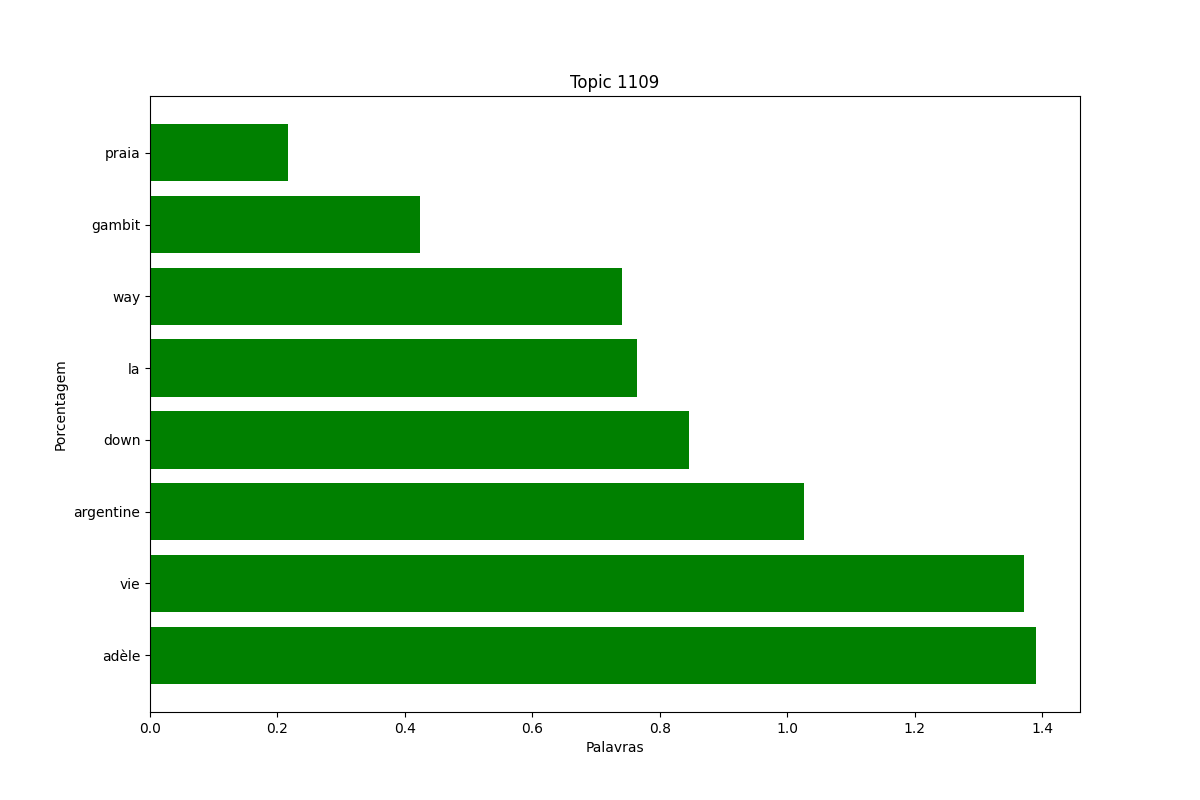 Topic 1109
praia
gambit
way
la
down
argentine
vie
adèle
Porcentagem
0.0 0.2 0.4 0.6 0.8 1.0 1.2 1.4
Palavras